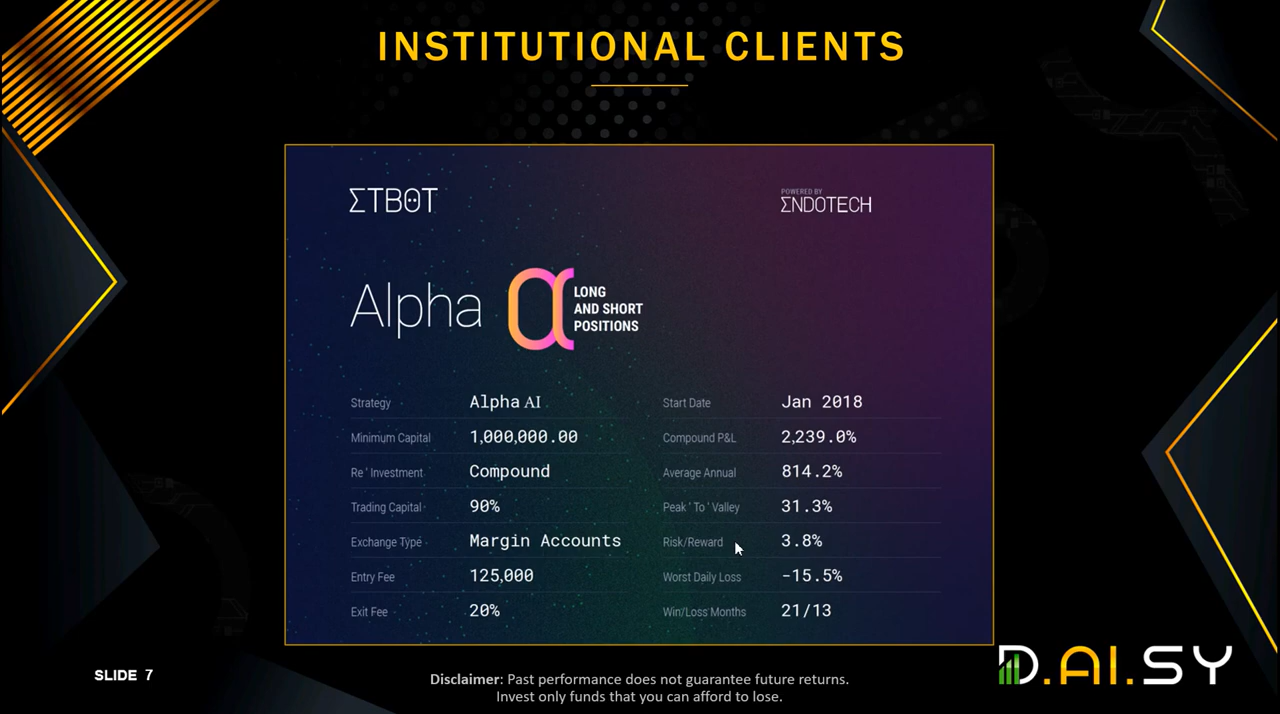 INSTITUTIONAL CLIENTS
ΣTBOT
POWERED BY
ΣNDOTECH
Alpha α
LONG
AND SHORT
POSITIONS
Strategy Alpha AI Start Date Jan 2018
Minimum Capital 1,000,000.00 Compound P&L 2,239.0%
Re ' Investment Compound Average Annual 814.2%
Trading Capital 90% Peak ' To ' Valley 31.3%
Exchange Type Margin Accounts Risk/Reward 3.8%
Entry Fee 125,000 Worst Daily Loss -15.5%
Exit Fee 20% Win/Loss Months 21/13
SLIDE 7
Disclaimer: Past performance does not guarantee future returns.
Invest only funds that you can afford to lose.
D.AI.SY